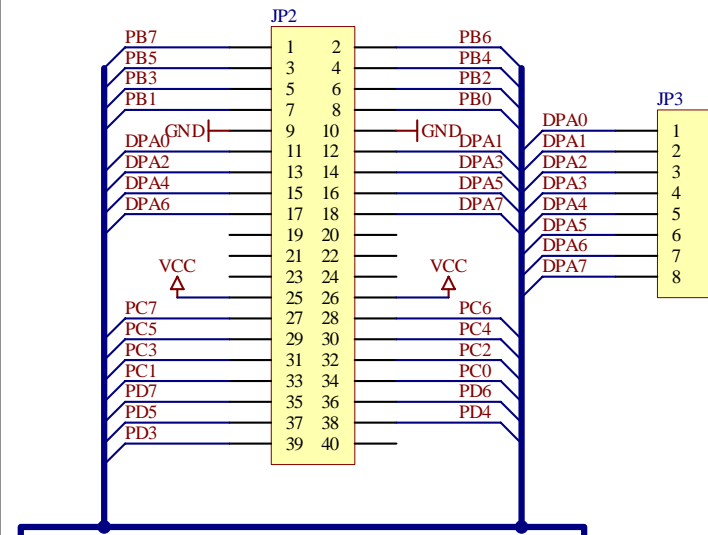 JP2
PB7 1 2 PB6
PB5 3 4 PB4
PB3 5 6 PB2
PB1 7 8 PB0
GND 9 10 GND
DPA0 11 12 DPA1
DPA2 13 14 DPA3
DPA4 15 16 DPA5
DPA6 17 18 DPA7
19 20
21 22
23 24
VCC 25 26 VCC
PC7 27 28 PC6
PC5 29 30 PC4
PC3 31 32 PC2
PC1 33 34 PC0
PD7 35 36 PD6
PD5 37 38 PD4
PD3 39 40
JP3
DPA0 1
DPA1 2
DPA2 3
DPA3 4
DPA4 5
DPA5 6
DPA6 7
DPA7 8